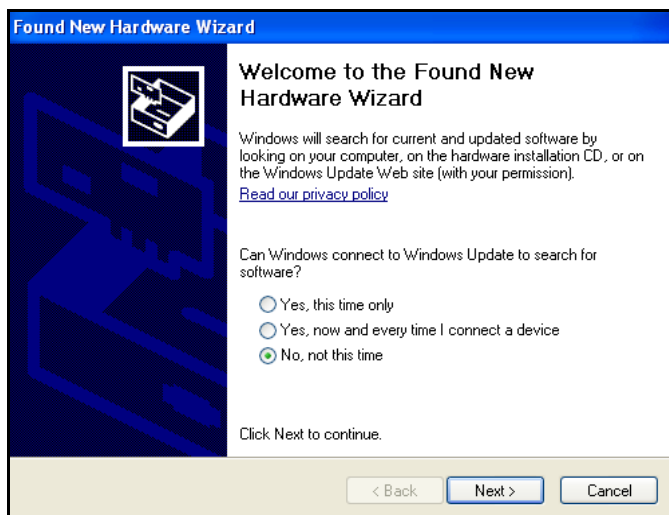 Found New Hardware Wizard
Welcome to the Found New
Hardware Wizard
Windows will search for current and updated software by
looking on your computer, on the hardware installation CD, or on
the Windows Update Web site (with your permission).
Read our privacy policy
Can Windows connect to Windows Update to search for
software?
Yes, this time only
Yes, now and every time I connect a device
No, not this time
Click Next to continue.
< Back
Next >
Cancel